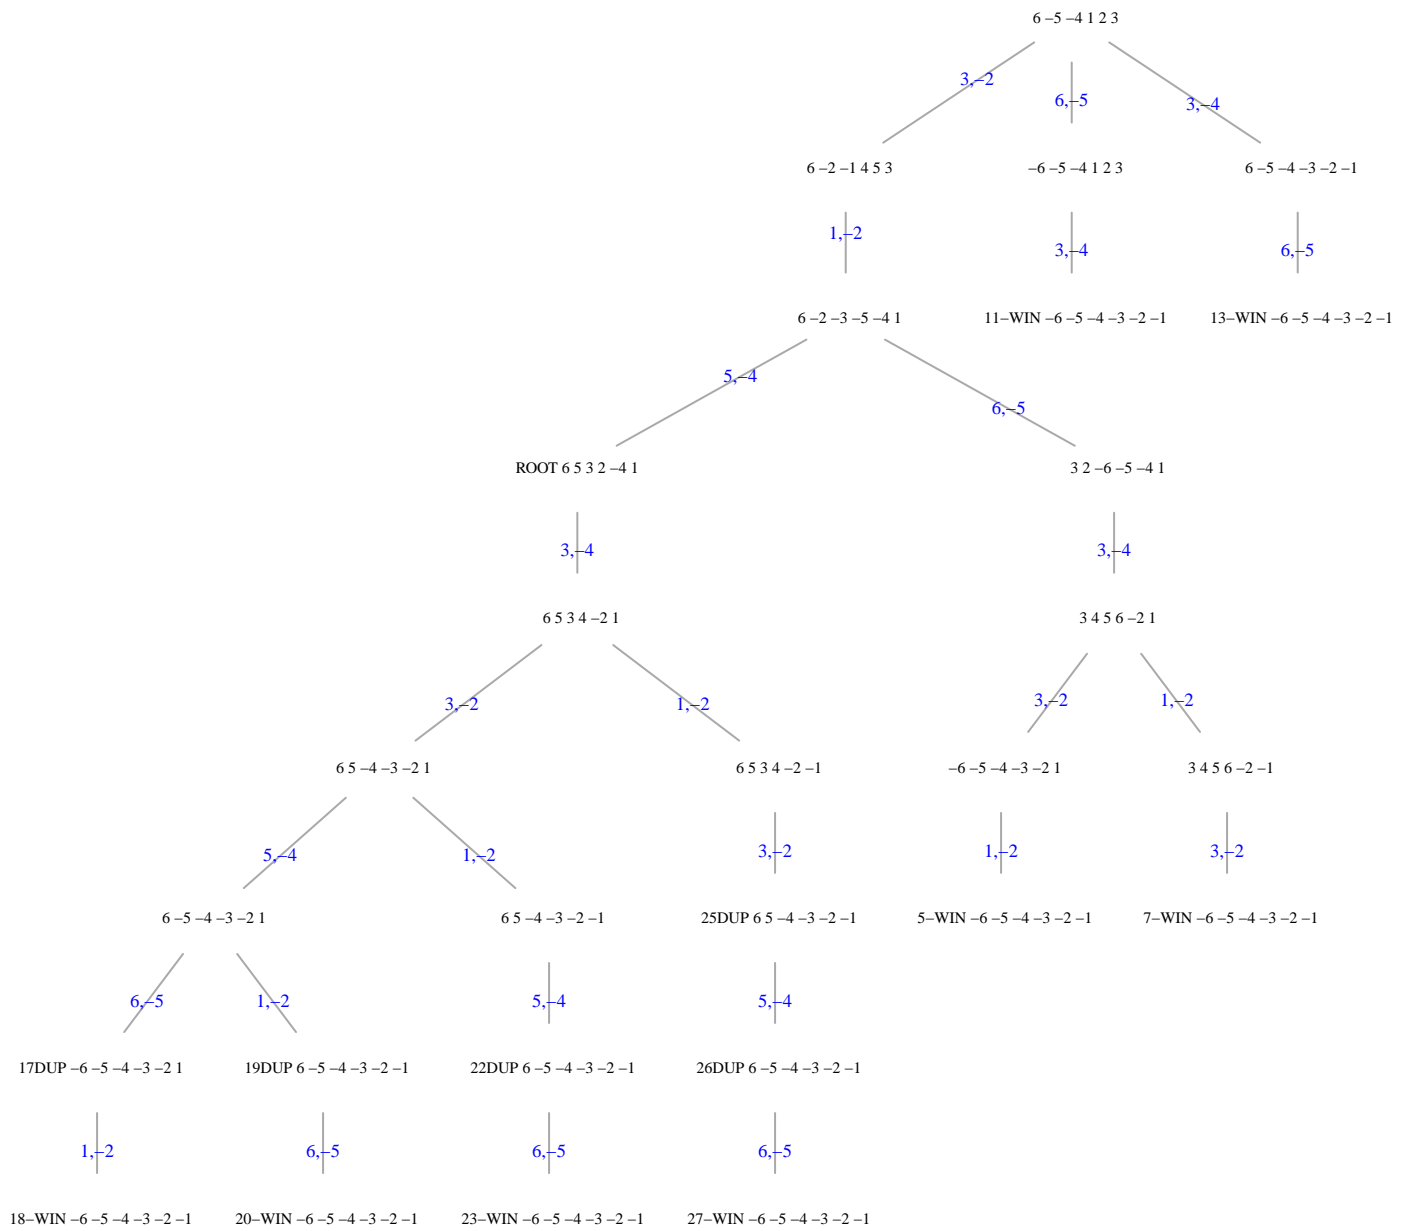 6 –5 –4 1 2 3
3,–2
6,–5
3,–4
6 –2 –1 4 5 3
–6 –5 –4 1 2 3
6 –5 –4 –3 –2 –1
1,–2
3,–4
6,–5
6 –2 –3 –5 –4 1
11–WIN –6 –5 –4 –3 –2 –1
13–WIN –6 –5 –4 –3 –2 –1
5,–4
6,–5
ROOT 6 5 3 2 –4 1
3 2 –6 –5 –4 1
3,–4
3,–4
6 5 3 4 –2 1
3 4 5 6 –2 1
3,–2
1,–2
3,–2
1,–2
6 5 –4 –3 –2 1
6 5 3 4 –2 –1
–6 –5 –4 –3 –2 1
3 4 5 6 –2 –1
5,–4
1,–2
3,–2
1,–2
3,–2
6 –5 –4 –3 –2 1
6 5 –4 –3 –2 –1
25DUP 6 5 –4 –3 –2 –1
5–WIN –6 –5 –4 –3 –2 –1
7–WIN –6 –5 –4 –3 –2 –1
6,–5
1,–2
5,–4
5,–4
17DUP –6 –5 –4 –3 –2 1
19DUP 6 –5 –4 –3 –2 –1
22DUP 6 –5 –4 –3 –2 –1
26DUP 6 –5 –4 –3 –2 –1
1,–2
6,–5
6,–5
6,–5
18–WIN –6 –5 –4 –3 –2 –1
20–WIN –6 –5 –4 –3 –2 –1
23–WIN –6 –5 –4 –3 –2 –1
27–WIN –6 –5 –4 –3 –2 –1